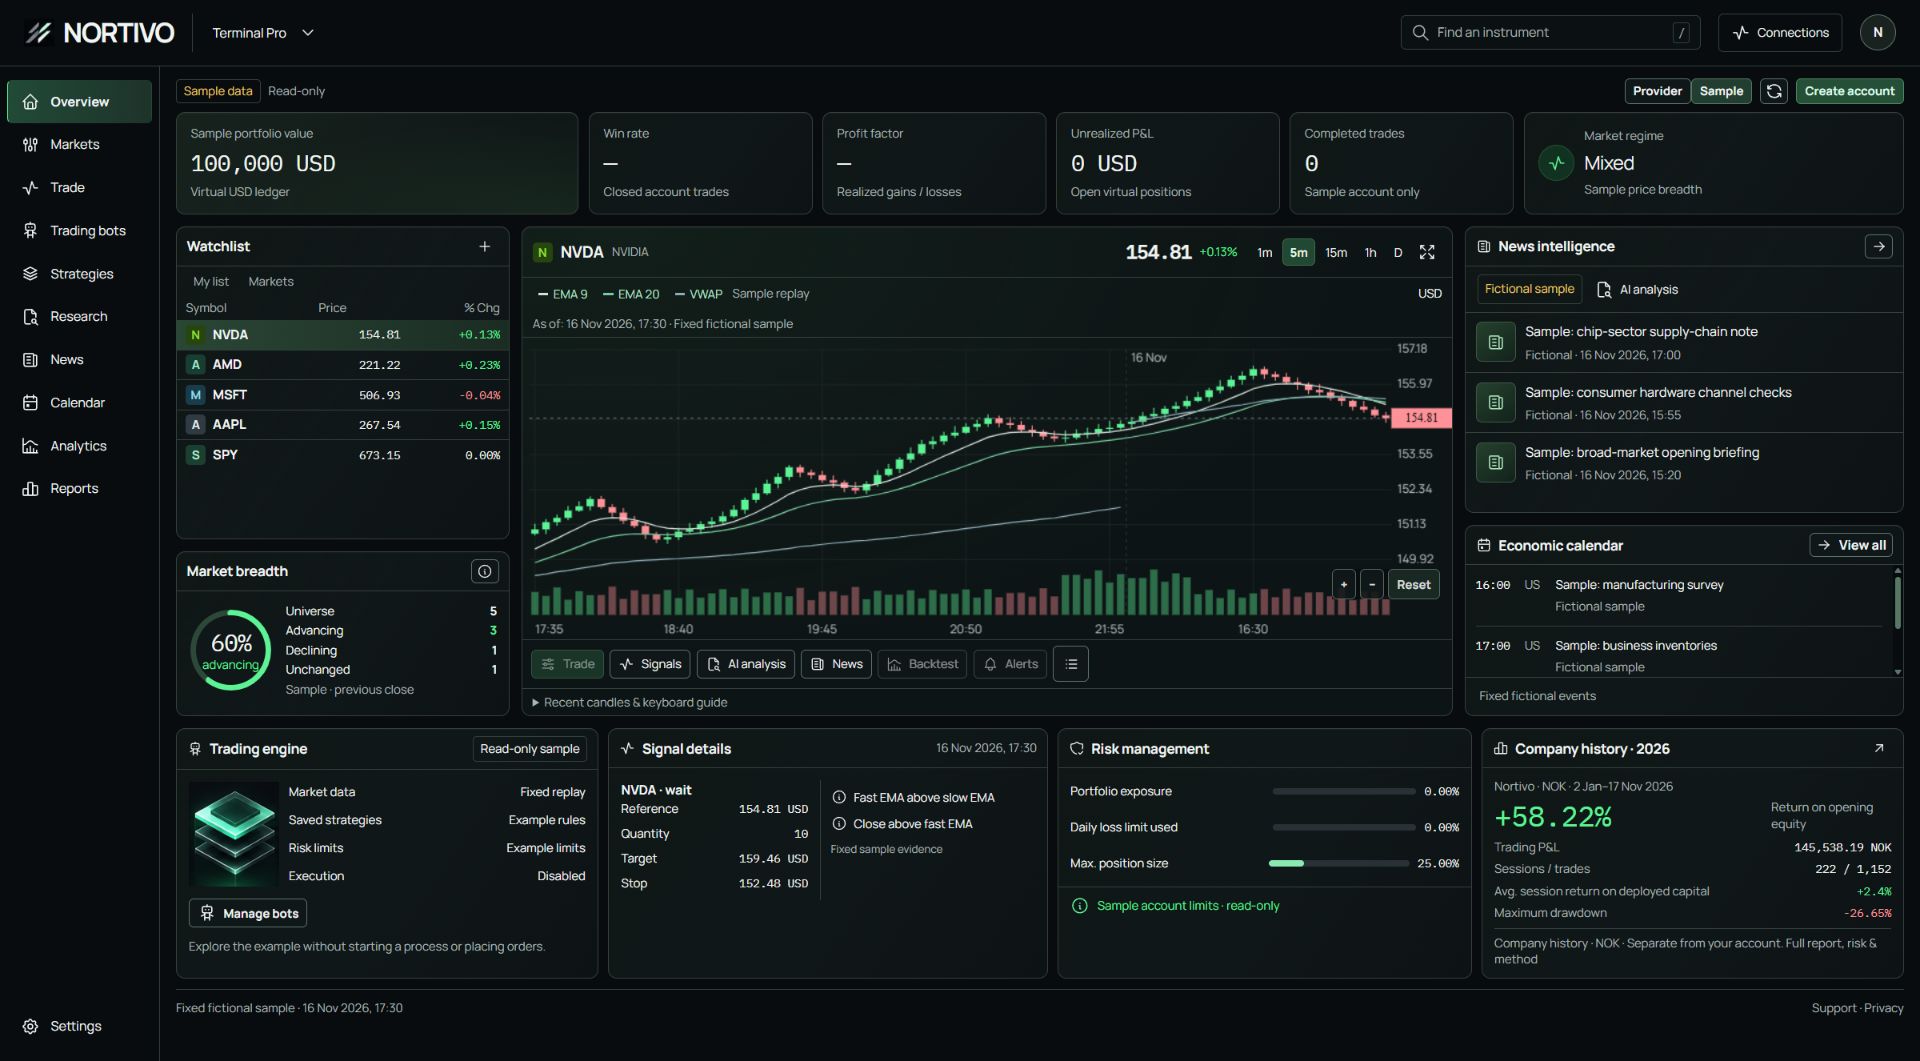 NORTIVO
Terminal Pro
Find an instrument
/
Connections
N
Overview
Markets
Trade
Trading bots
Strategies
Research
News
Calendar
Analytics
Reports
Settings
Sample data Read-only
Provider Sample
Create account
Sample portfolio value
100,000 USD
Virtual USD ledger
Win rate
—
Closed account trades
Profit factor
—
Realized gains / losses
Unrealized P&L
0 USD
Open virtual positions
Completed trades
0
Sample account only
Market regime
Mixed
Sample price breadth
Watchlist +
My list Markets
Symbol Price % Chg
N NVDA 154.81 +0.13%
A AMD 221.22 +0.23%
M MSFT 506.93 -0.04%
A AAPL 267.54 +0.15%
S SPY 673.15 0.00%
Market breadth
60%
advancing
Universe 5
Advancing 3
Declining 1
Unchanged 1
Sample · previous close
N NVDA NVIDIA 154.81 +0.13% 1m 5m 15m 1h D
EMA 9 EMA 20 VWAP Sample replay USD
As of: 16 Nov 2026, 17:30 · Fixed fictional sample
16 Nov
157.18
155.97
154.81
153.55
152.34
151.13
149.92
+ - Reset
17:35 18:40 19:45 20:50 21:55 16:30
Trade Signals AI analysis News Backtest Alerts
Recent candles & keyboard guide
News intelligence
Fictional sample AI analysis
Sample: chip-sector supply-chain note
Fictional · 16 Nov 2026, 17:00
Sample: consumer hardware channel checks
Fictional · 16 Nov 2026, 15:55
Sample: broad-market opening briefing
Fictional · 16 Nov 2026, 15:20
Economic calendar View all
16:00 US Sample: manufacturing survey
Fictional sample
17:00 US Sample: business inventories
Fictional sample
Fixed fictional events
Trading engine Read-only sample
Market data Fixed replay
Saved strategies Example rules
Risk limits Example limits
Execution Disabled
Manage bots
Explore the example without starting a process or placing orders.
Signal details 16 Nov 2026, 17:30
NVDA · wait
Reference 154.81 USD
Quantity 10
Target 159.46 USD
Stop 152.48 USD
Fast EMA above slow EMA
Close above fast EMA
Fixed sample evidence
Risk management
Portfolio exposure 0.00%
Daily loss limit used 0.00%
Max. position size 25.00%
Sample account limits · read-only
Company history · 2026
Nortivo · NOK · 2 Jan–17 Nov 2026
+58.22%
Return on opening
equity
Trading P&L 145,538.19 NOK
Sessions / trades 222 / 1,152
Avg. session return on deployed capital +2.4%
Maximum drawdown -26.65%
Company history · NOK · Separate from your account. Full report, risk &
method
Fixed fictional sample · 16 Nov 2026, 17:30
Support · Privacy